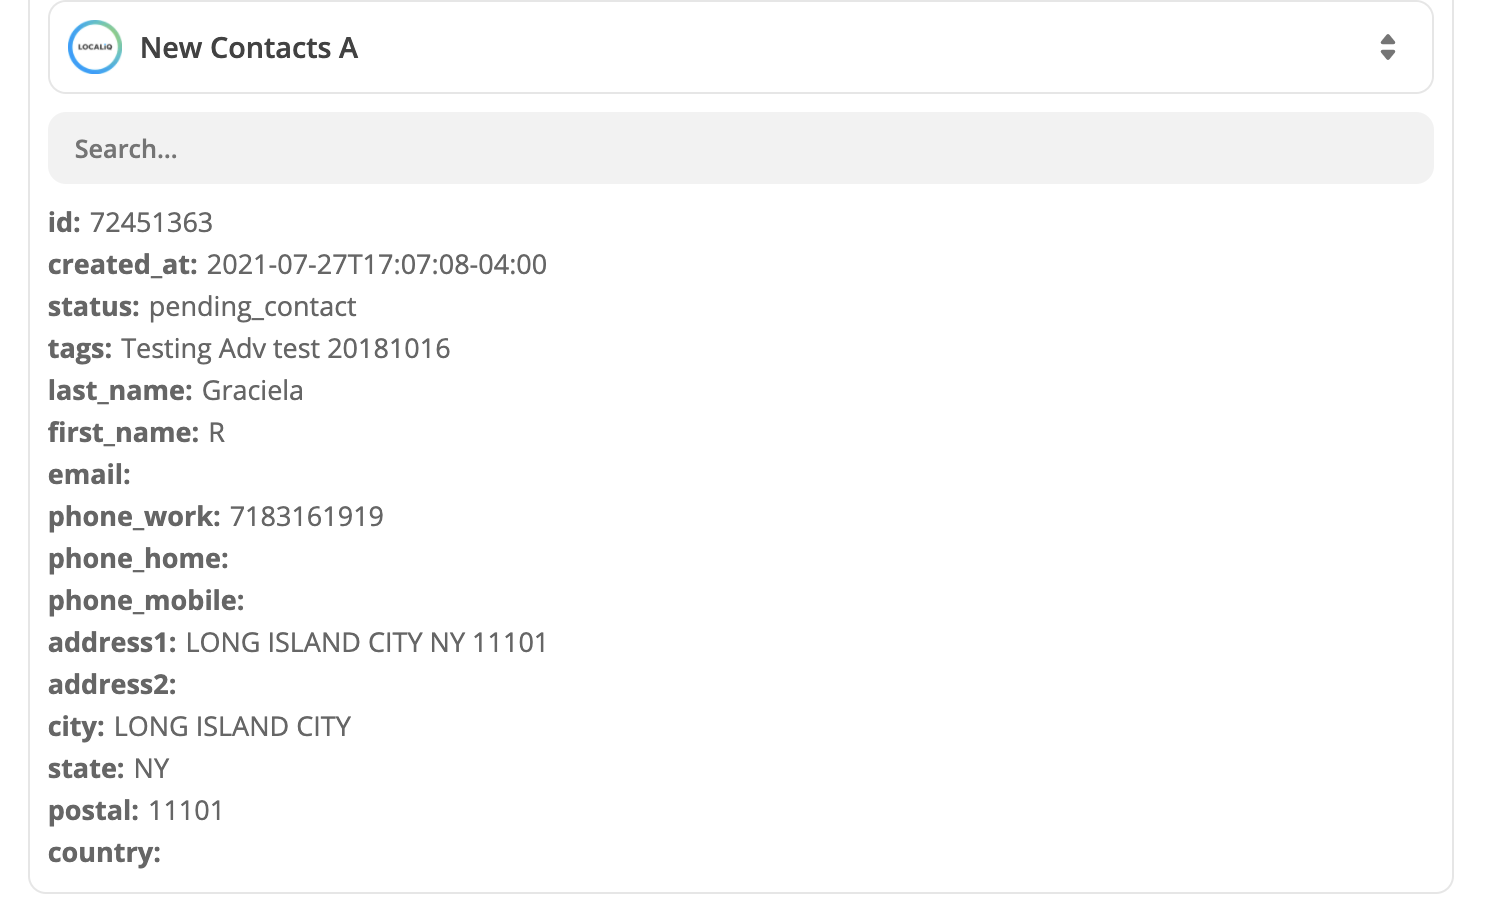 LOCALiQ
New Contacts A
Search...
id: 72451363
created_at: 2021-07-27T17:07:08-04:00
status: pending_contact
tags: Testing Adv test 20181016
last_name: Graciela
first_name: R
email:
phone_work: 7183161919
phone_home:
phone_mobile:
address1: LONG ISLAND CITY NY 11101
address2:
city: LONG ISLAND CITY
state: NY
postal: 11101
country: